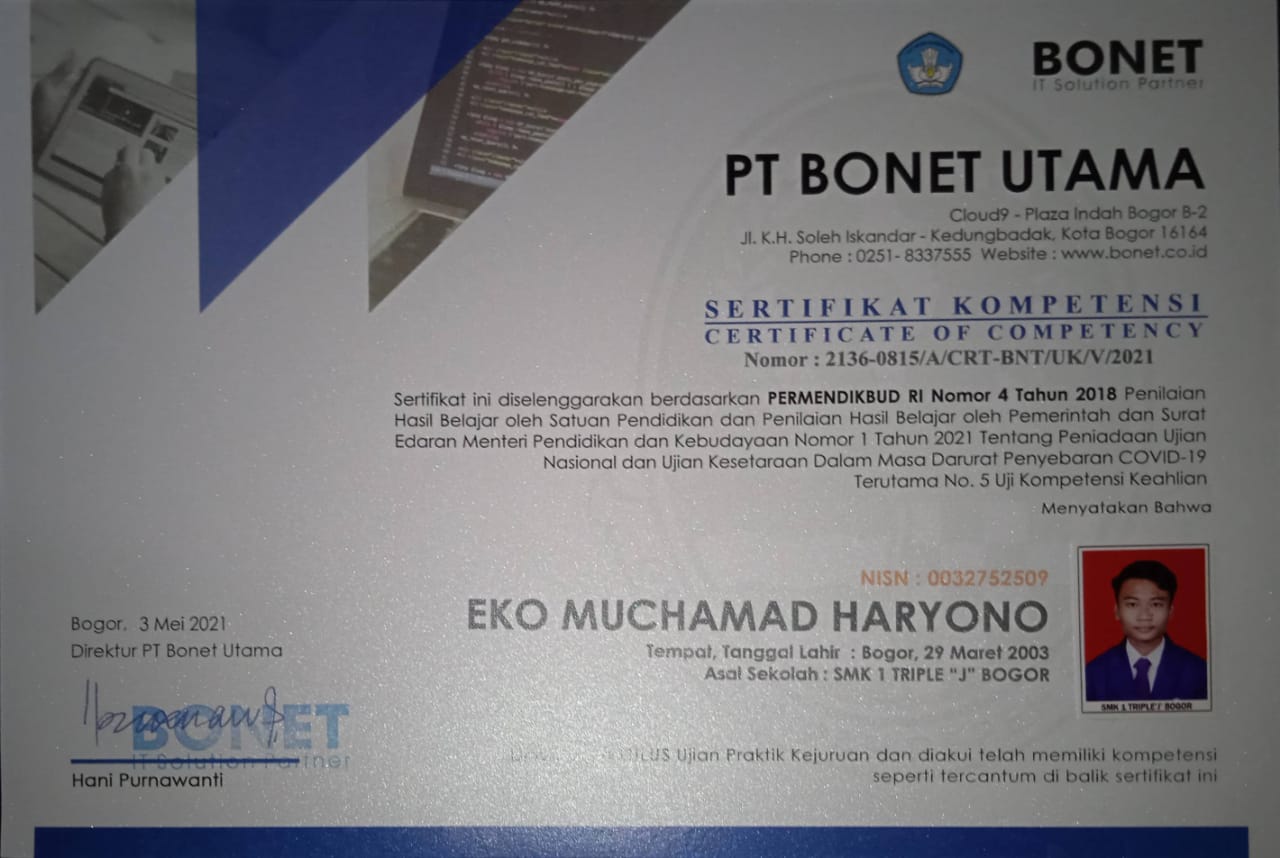 BONET
IT Solution Partner
PT BONET UTAMA
Cloud9 - Plaza Indah Bogor B-2
Jl. K.H. Soleh Iskandar - Kedungbadak, Kota Bogor 16164
Phone : 0251- 8337555 Website : www.bonet.co.id
SERTIFIKAT KOMPETENSI
CERTIFICATE OF COMPETENCY
Nomor : 2136-0815/A/CRT-BNT/UK/V/2021
Sertifikat ini diselenggarakan berdasarkan PERMENDIKBUD RI Nomor 4 Tahun 2018 Penilaian
Hasil Belajar oleh Satuan Pendidikan dan Penilaian Hasil Belajar oleh Pemerintah dan Surat
Edaran Menteri Pendidikan dan Kebudayaan Nomor 1 Tahun 2021 Tentang Peniadaan Ujian
Nasional dan Ujian Kesetaraan Dalam Masa Darurat Penyebaran COVID-19
Terutama No. 5 Uji Kompetensi Keahlian
Menyatakan Bahwa
NISN : 0032752509
EKO MUCHAMAD HARYONO
Tempat, Tanggal Lahir : Bogor, 29 Maret 2003
Asal Sekolah : SMK 1 TRIPLE "J" BOGOR
SMK 1 TRIPLE'J' BOGOR
Bogor, 3 Mei 2021
Direktur PT Bonet Utama
BONET
IT Solution Partner
Hani Purnawanti
LULUS Ujian Praktik Kejuruan dan diakui telah memiliki kompetensi
seperti tercantum di balik sertifikat ini